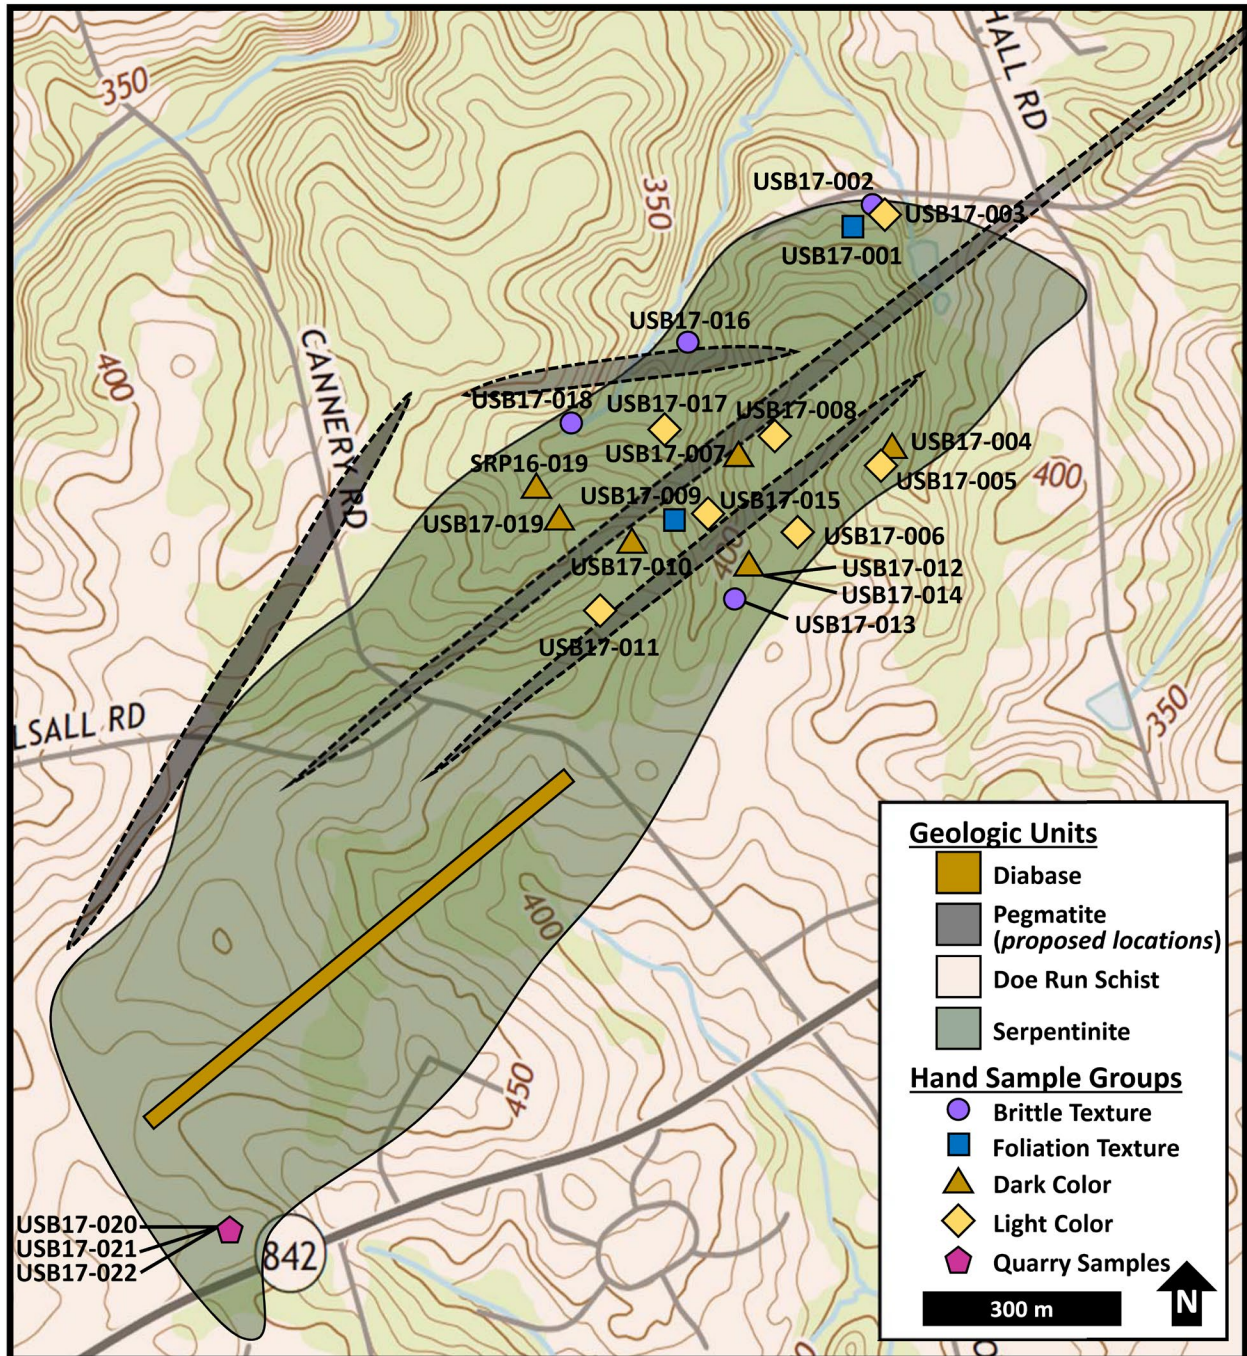 350
HALL RD
USB17-002
USB17-003
350
USB17-001
USB17-016
400
CANNERY RD
USB17-018
USB17-017
USB17-008
USB17-007
USB17-004
SRP16-019
400
USB17-005
USB17-009
USB17-015
USB17-019
USB17-006
400
USB17-010
USB17-012
USB17-014
USB17-013
USB17-011
LSALL RD
350
400
450
USB17-020
USB17-021
USB17-022
842
Geologic Units
Diabase
Pegmatite
(proposed locations)
Doe Run Schist
Serpentinite
Hand Sample Groups
Brittle Texture
Foliation Texture
Dark Color
Light Color
Quarry Samples
300 m
N